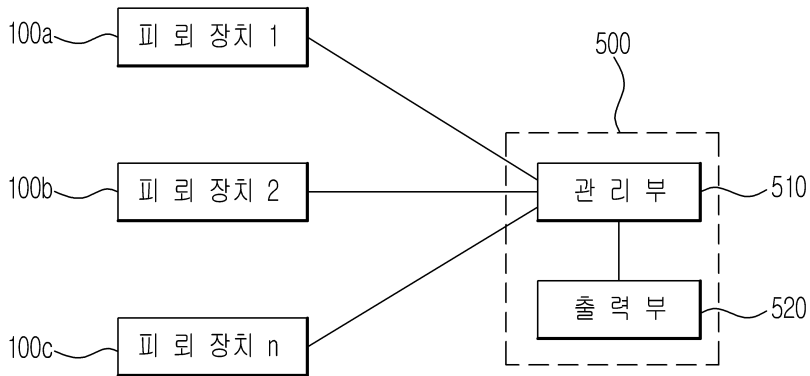 100a
피 뢰 장치 1
500
100b
피 뢰 장치 2
관 리 부
510
출 력 부
520
100c
피 뢰 장치 n